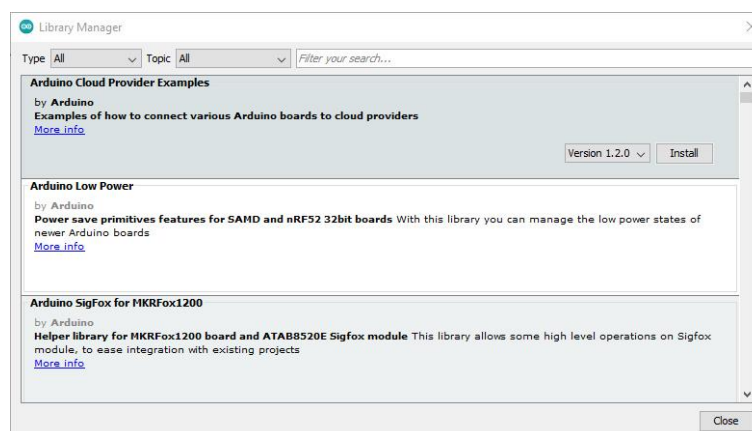 Library Manager
Type All Topic All Filter your search...
Arduino Cloud Provider Examples
by Arduino
Examples of how to connect various Arduino boards to cloud providers
More info
Version 1.2.0 Install
Arduino Low Power
by Arduino
Power save primitives features for SAMD and nRF52 32bit boards With this library you can manage the low power states of
newer Arduino boards
More info
Arduino SigFox for MKRFox1200
by Arduino
Helper library for MKRFox1200 board and ATAB8520E Sigfox module This library allows some high level operations on Sigfox
module, to ease integration with existing projects
More info
Close